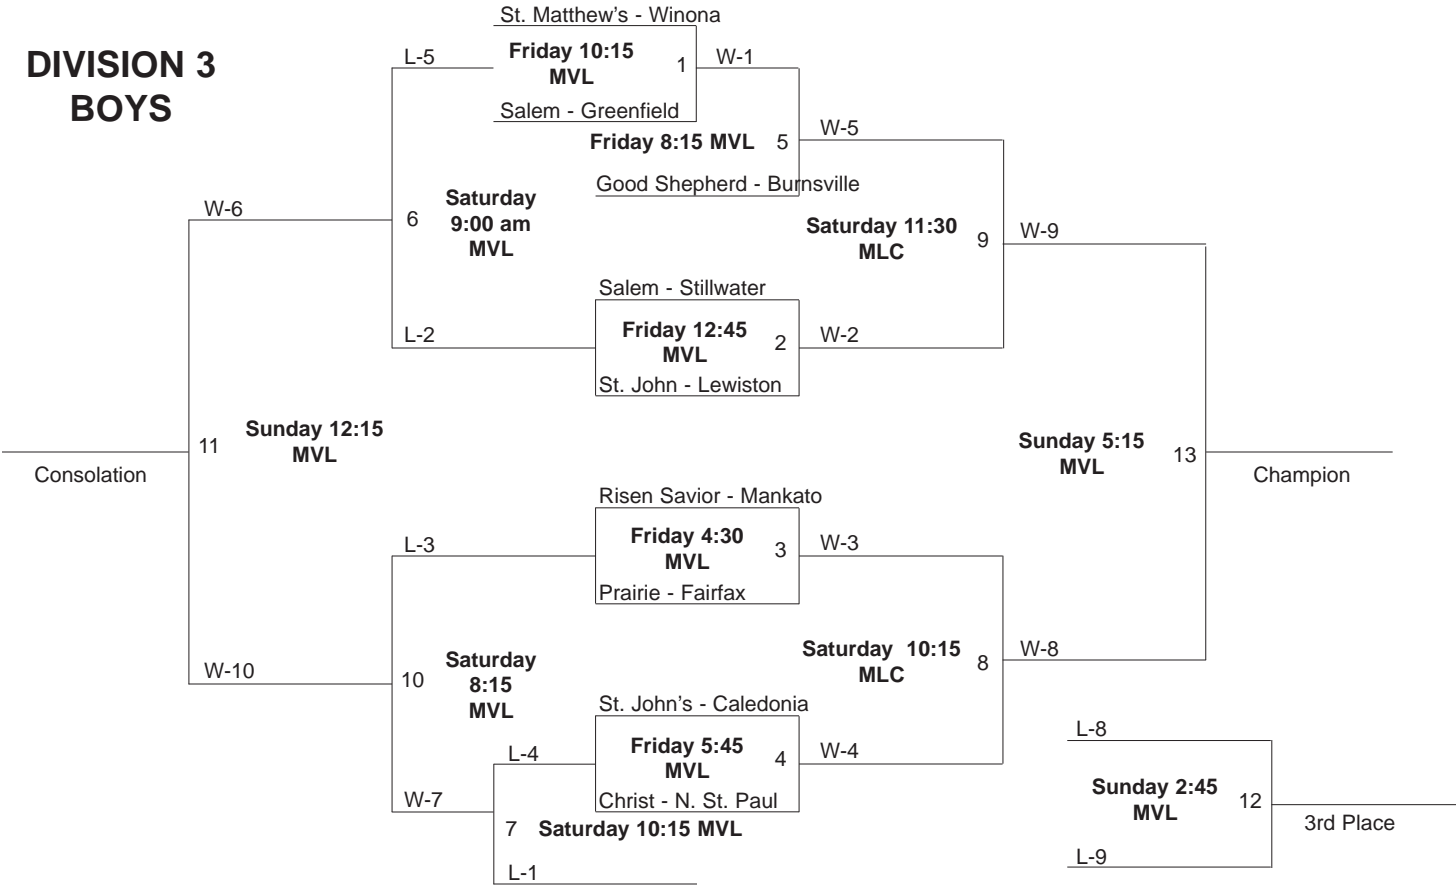 DIVISION 3
BOYS
St. Matthew's - Winona
L-5
Friday 10:15
MVL
1
W-1
Salem - Greenfield
Friday 8:15 MVL
5
W-5
Good Shepherd - Burnsville
W-6
6
Saturday
9:00 am
MVL
Saturday 11:30
MLC
9
W-9
Salem - Stillwater
L-2
Friday 12:45
MVL
2
W-2
St. John - Lewiston
11
Sunday 12:15
MVL
Consolation
Sunday 5:15
MVL
13
Champion
Risen Savior - Mankato
L-3
Friday 4:30
MVL
3
W-3
Prairie - Fairfax
W-10
10
Saturday
8:15
MVL
Saturday  10:15
MLC
8
W-8
St. John's - Caledonia
L-4
Friday 5:45
MVL
4
W-4
Christ - N. St. Paul
W-7
7
Saturday 10:15 MVL
L-1
L-8
Sunday 2:45
MVL
12
3rd Place
L-9